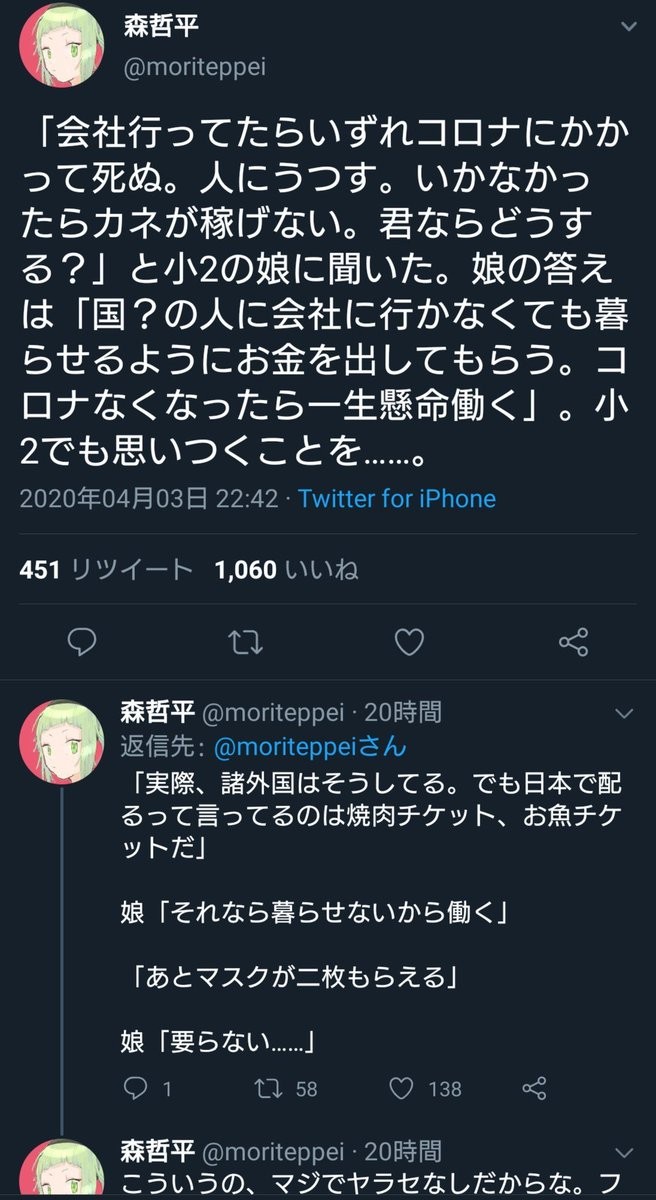 森哲平
@moriteppei
「会社行ってたらいずれコロナにかか
って死ぬ。人にうつす。いかなかっ
たらカネが稼げない。君ならどうす
る？」と小2の娘に聞いた。娘の答え
は「国？の人に会社に行かなくても暮
らせるようにお金を出してもらう。コ
ロナなくなったら一生懸命働く」。小
2でも思いつくことを……。
2020年04月03日 22:42 · Twitter for iPhone
451 リツイート 1,060 いいね
森哲平 @moriteppei · 20時間
返信先: @moriteppeiさん
「実際、諸外国はそうしてる。でも日本で配
るって言ってるのは焼肉チケット、お魚チケ
ットだ」
娘「それなら暮らせないから働く」
「あとマスクが二枚もらえる」
娘「要らない……」
1 58 138
森哲平 @moriteppei · 20時間
こういうの、マジでヤラセなしだからな。フ